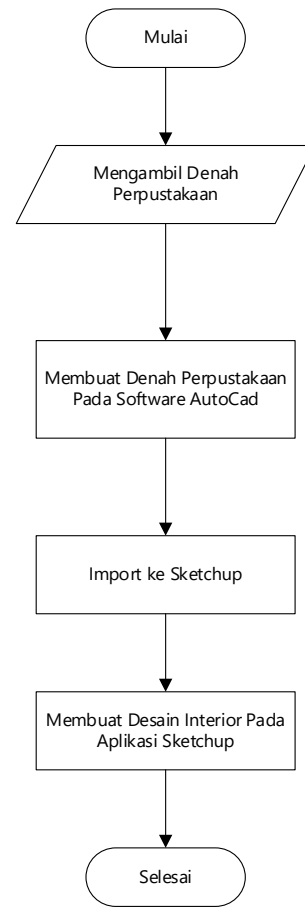 Mulai
Mengambil Denah
Perpustakaan
Membuat Denah Perpustakaan
Pada Software AutoCad
Import ke Sketchup
Membuat Desain Interior Pada
Aplikasi Sketchup
Selesai